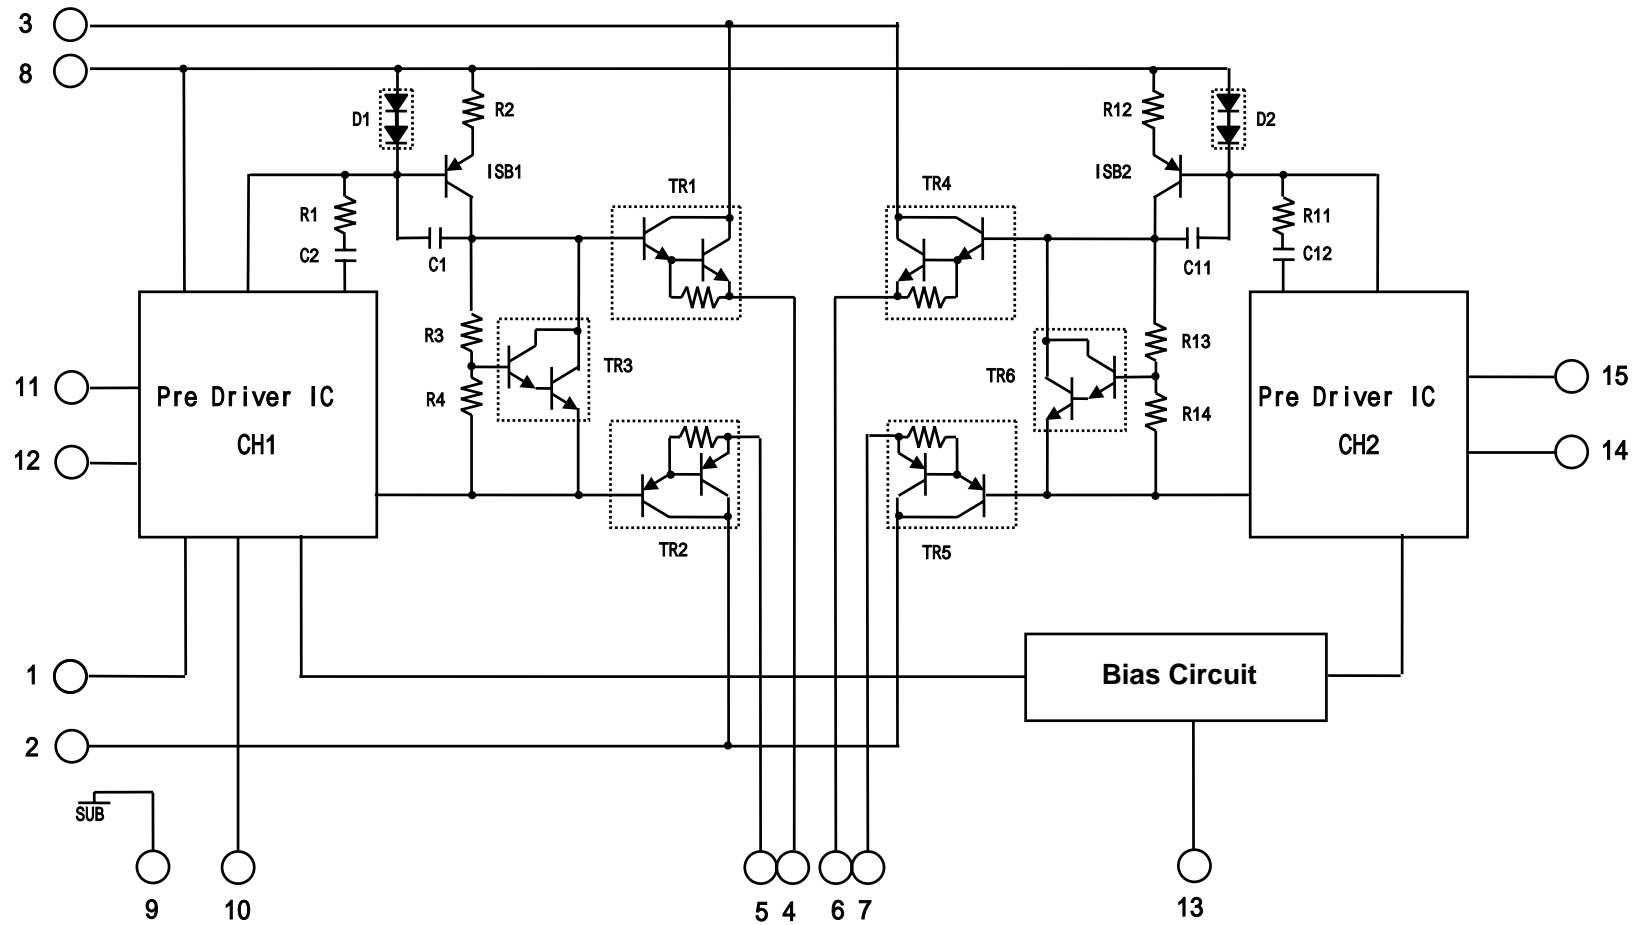 3
8
D1
R2
R12
D2
ISB1
ISB2
TR1
TR4
R1
R11
C2
C1
C11
C12
R3
R13
TR3
TR6
R4
R14
11
Pre Driver IC
CH1
12
Pre Driver IC
CH2
15
14
TR2
TR5
1
Bias Circuit
2
SUB
9
10
5
4
6
7
13